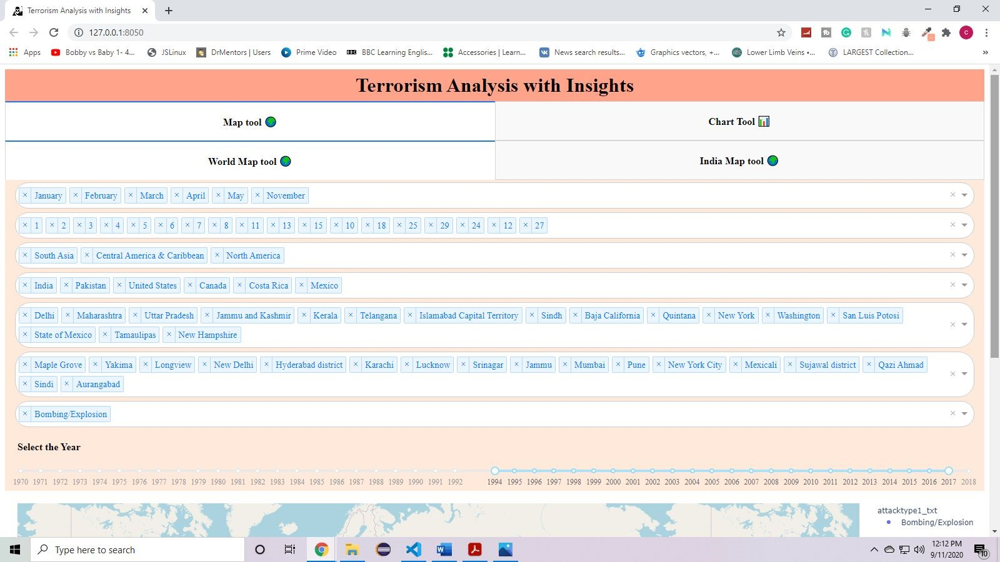 Terrorism Analysis with Insights
127.0.0.1:8050
Apps Bobby vs Baby 1- 4... JSLinux DrMentors | Users Prime Video BBC BBC Learning Englis... Accessories | Learn... News search results... Graphics vectors, +... Lower Limb Veins •... LARGEST Collection... »
Terrorism Analysis with Insights
Map tool Chart Tool
World Map tool India Map tool
× January × February × March × April × May × November
× 1 × 2 × 3 × 4 × 5 × 6 × 7 × 8 × 11 × 13 × 15 × 10 × 18 × 25 × 29 × 24 × 12 × 27
× South Asia × Central America & Caribbean × North America
× India × Pakistan × United States × Canada × Costa Rica × Mexico
× Delhi × Maharashtra × Uttar Pradesh × Jammu and Kashmir × Kerala × Telangana × Islamabad Capital Territory × Sindh × Baja California × Quintana × New York × Washington × San Luis Potosi
× State of Mexico × Tamaulipas × New Hampshire
× Maple Grove × Yakima × Longview × New Delhi × Hyderabad district × Karachi × Lucknow × Srinagar × Jammu × Mumbai × Pune × New York City × Mexicali × Sujawal district × Qazi Ahmad
× Sindi × Aurangabad
× Bombing/Explosion
Select the Year
1970 1971 1972 1973 1974 1975 1976 1977 1978 1979 1980 1981 1982 1983 1984 1985 1986 1987 1988 1989 1990 1991 1992 1994 1995 1996 1997 1998 1999 2000 2001 2002 2003 2004 2005 2006 2007 2008 2009 2010 2011 2012 2013 2014 2015 2016 2017 2018
attacktype1_txt
Bombing/Explosion
Type here to search
12:12 PM
9/11/2020
10